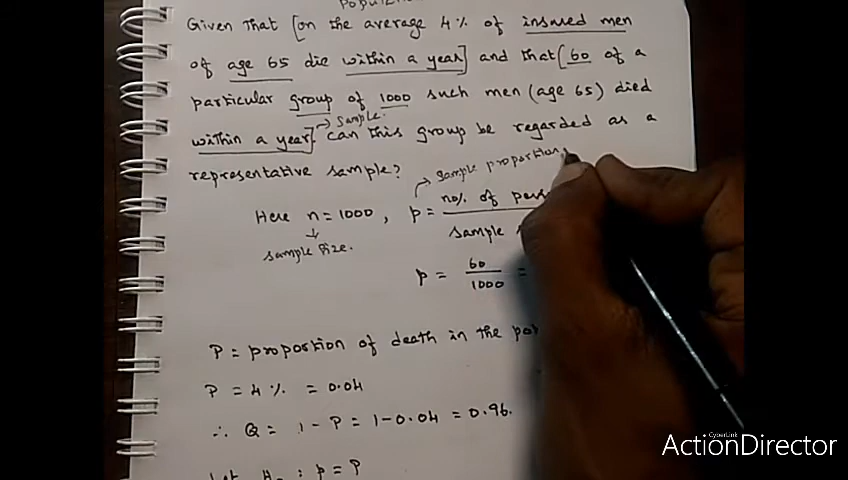 Given That [on the average 4% of insured men
of age 65 die within a year] and that [60 of a
particular group of 1000 such men (age 65) died
→ sample.
within a year] can this group be regarded as a
representative sample?
→ sample proportion
Here n = 1000, p = no/. of
sample
↓
sample size.
p = 60/1000 =
P = proportion of death in the
P = 4% = 0.04
∴ Q = 1 - P = 1 - 0.04 = 0.96.
Let H : p = P
CyberLink
ActionDirector